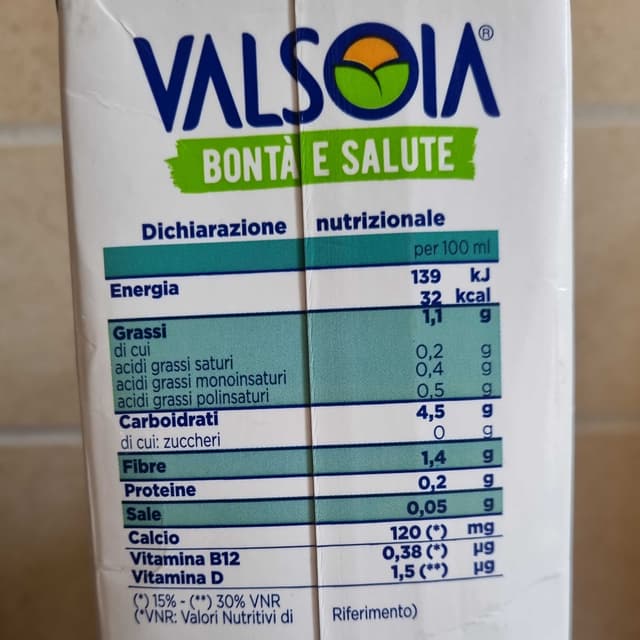 VALSOIA®
BONTÀ E SALUTE
Dichiarazione nutrizionale
per 100 ml
Energia 139 kJ
32 kcal
Grassi 1,1 g
di cui
acidi grassi saturi 0,2 g
acidi grassi monoinsaturi 0,4 g
acidi grassi polinsaturi 0,5 g
Carboidrati 4,5 g
di cui: zuccheri 0 g
Fibre 1,4 g
Proteine 0,2 g
Sale 0,05 g
Calcio 120 (*) mg
Vitamina B12 0,38 (*) µg
Vitamina D 1,5 (**) µg
(*) 15% - (**) 30% VNR
(*VNR: Valori Nutritivi di Riferimento)